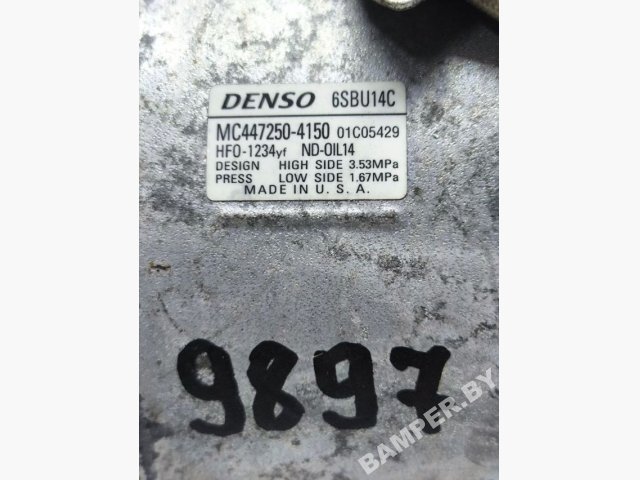 DENSO 6SBU14C
MC447250-4150 01C05429
HFO-1234yf ND-OIL14
DESIGN HIGH SIDE 3.53MPa
PRESS LOW SIDE 1.67MPa
MADE IN U.S.A.
9897
BAMPER.BY